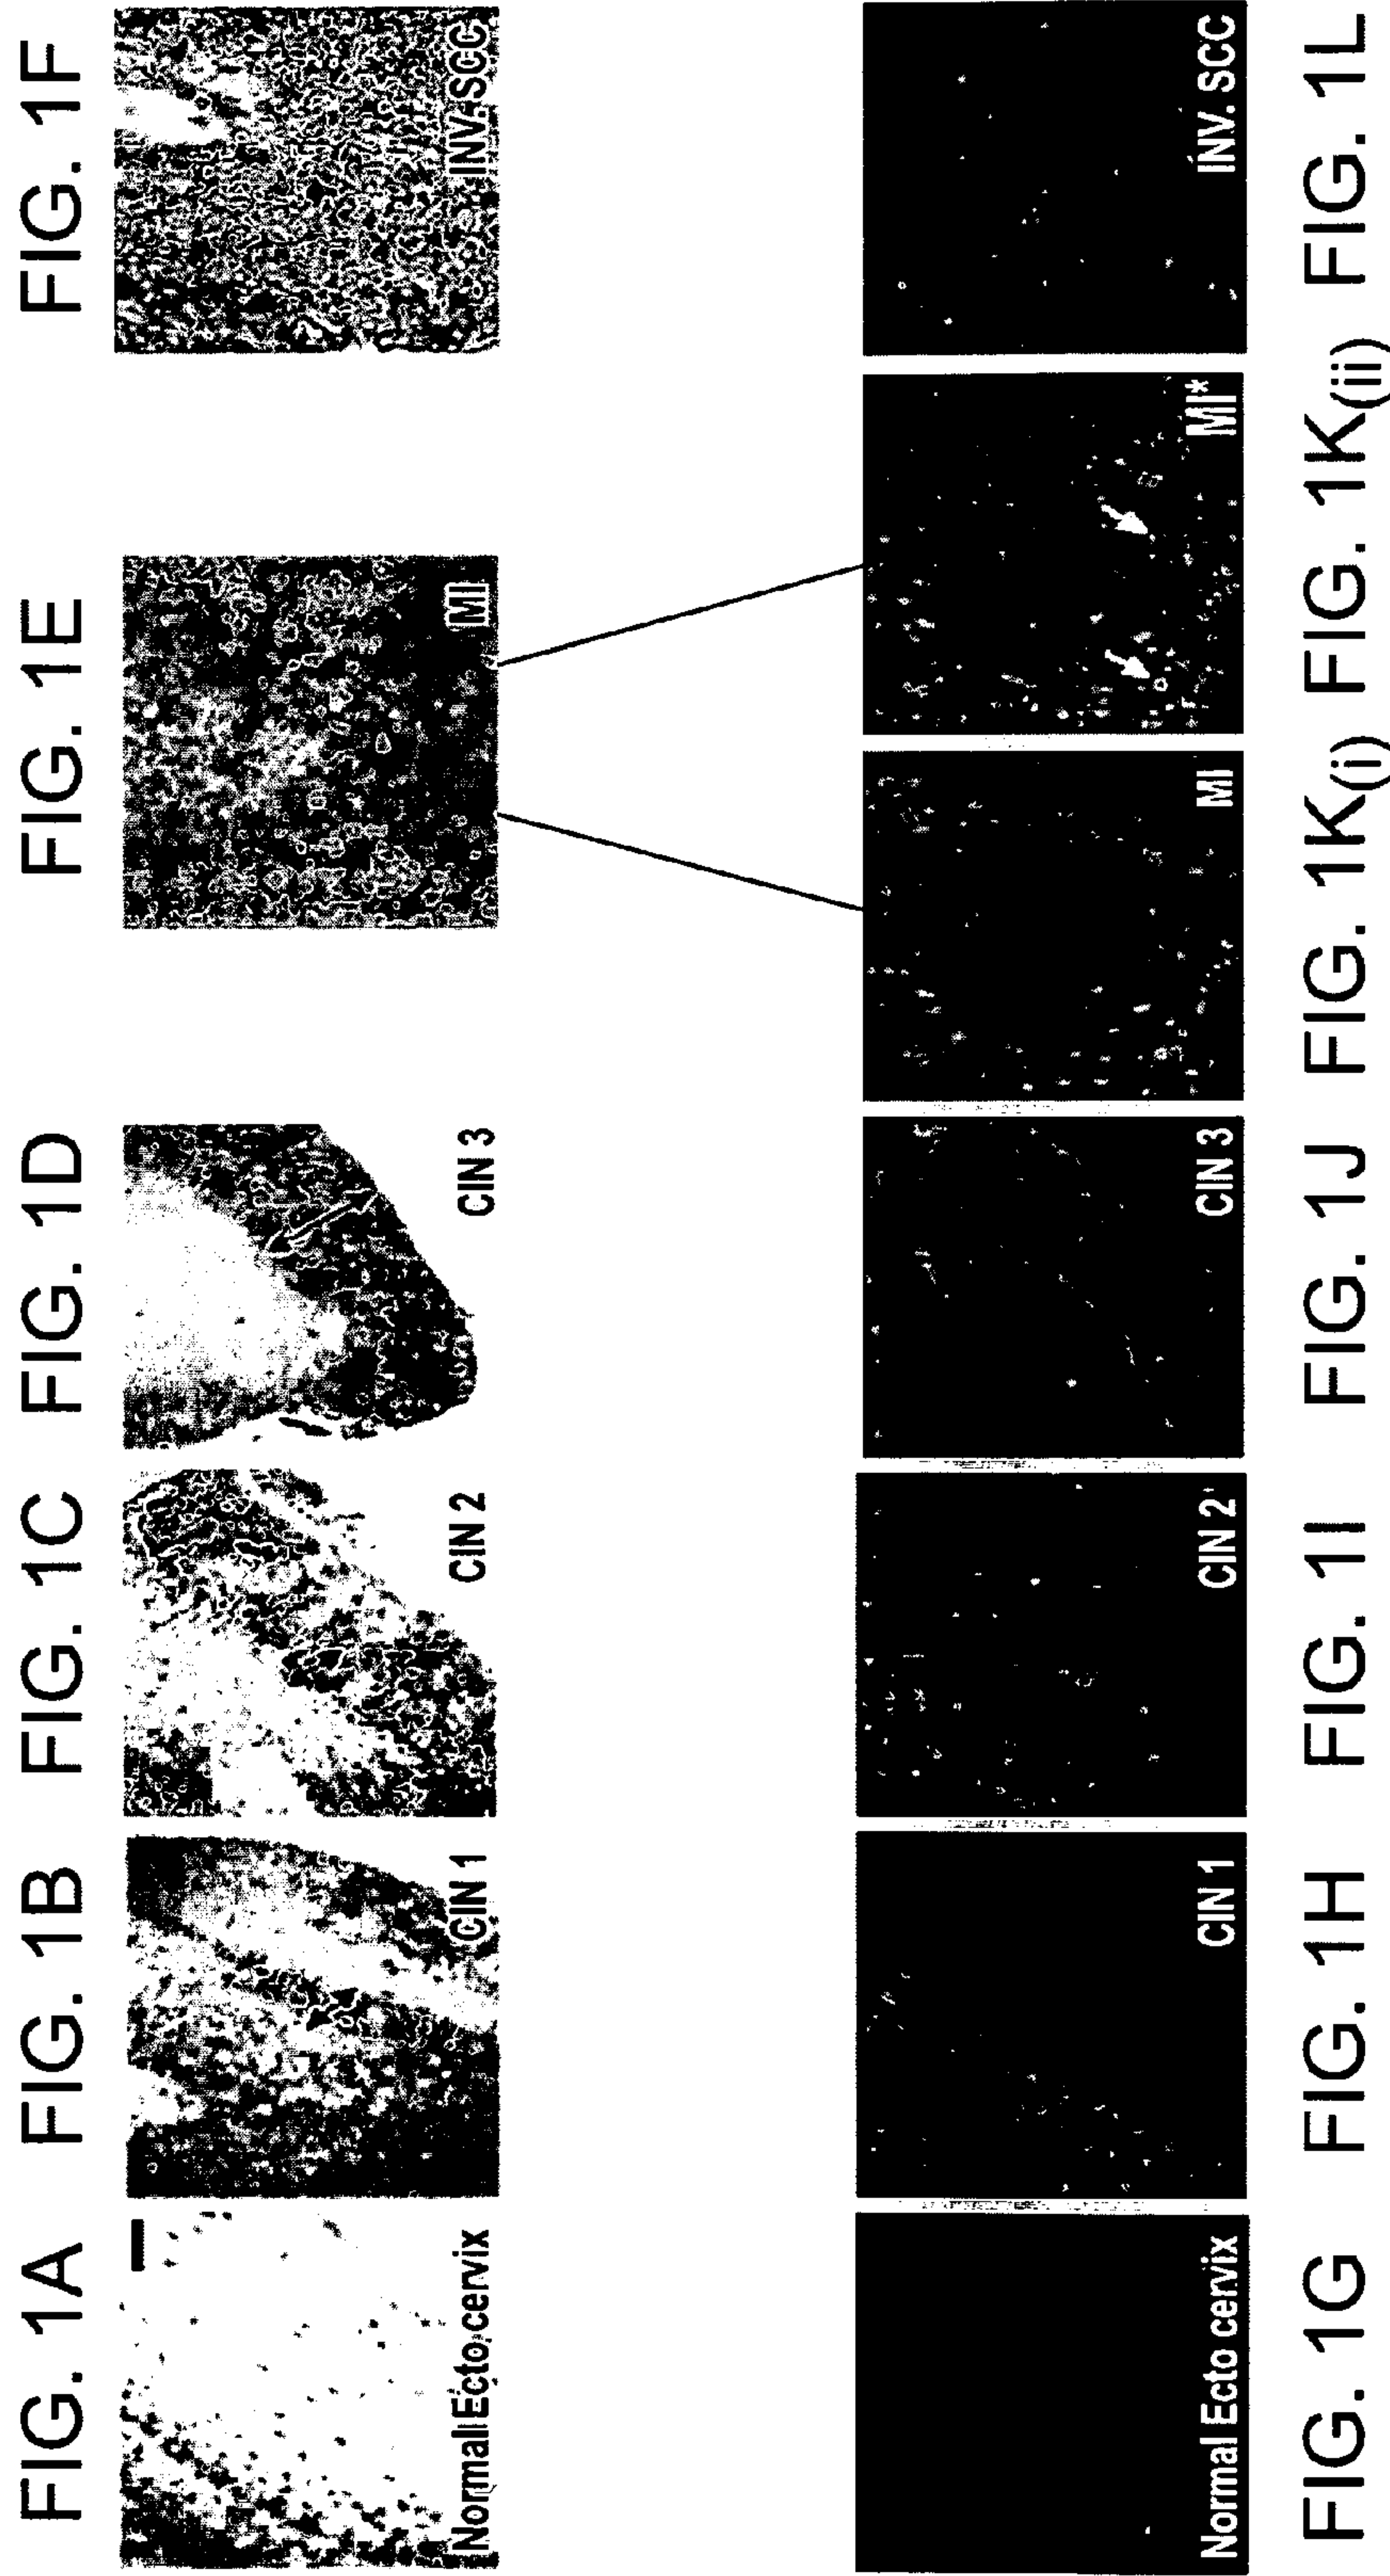 FIG. 1A
FIG. 1B
FIG. 1C
FIG. 1D
FIG. 1E
FIG. 1F
Normal Ecto cervix
CIN 1
CIN 2
CIN 3
MI
INV. SCC
Normal Ecto cervix
CIN 1
CIN 2
CIN 3
MI
MI*
INV. SCC
FIG. 1G
FIG. 1H
FIG. 1I
FIG. 1J
FIG. 1K(i)
FIG. 1K(ii)
FIG. 1L